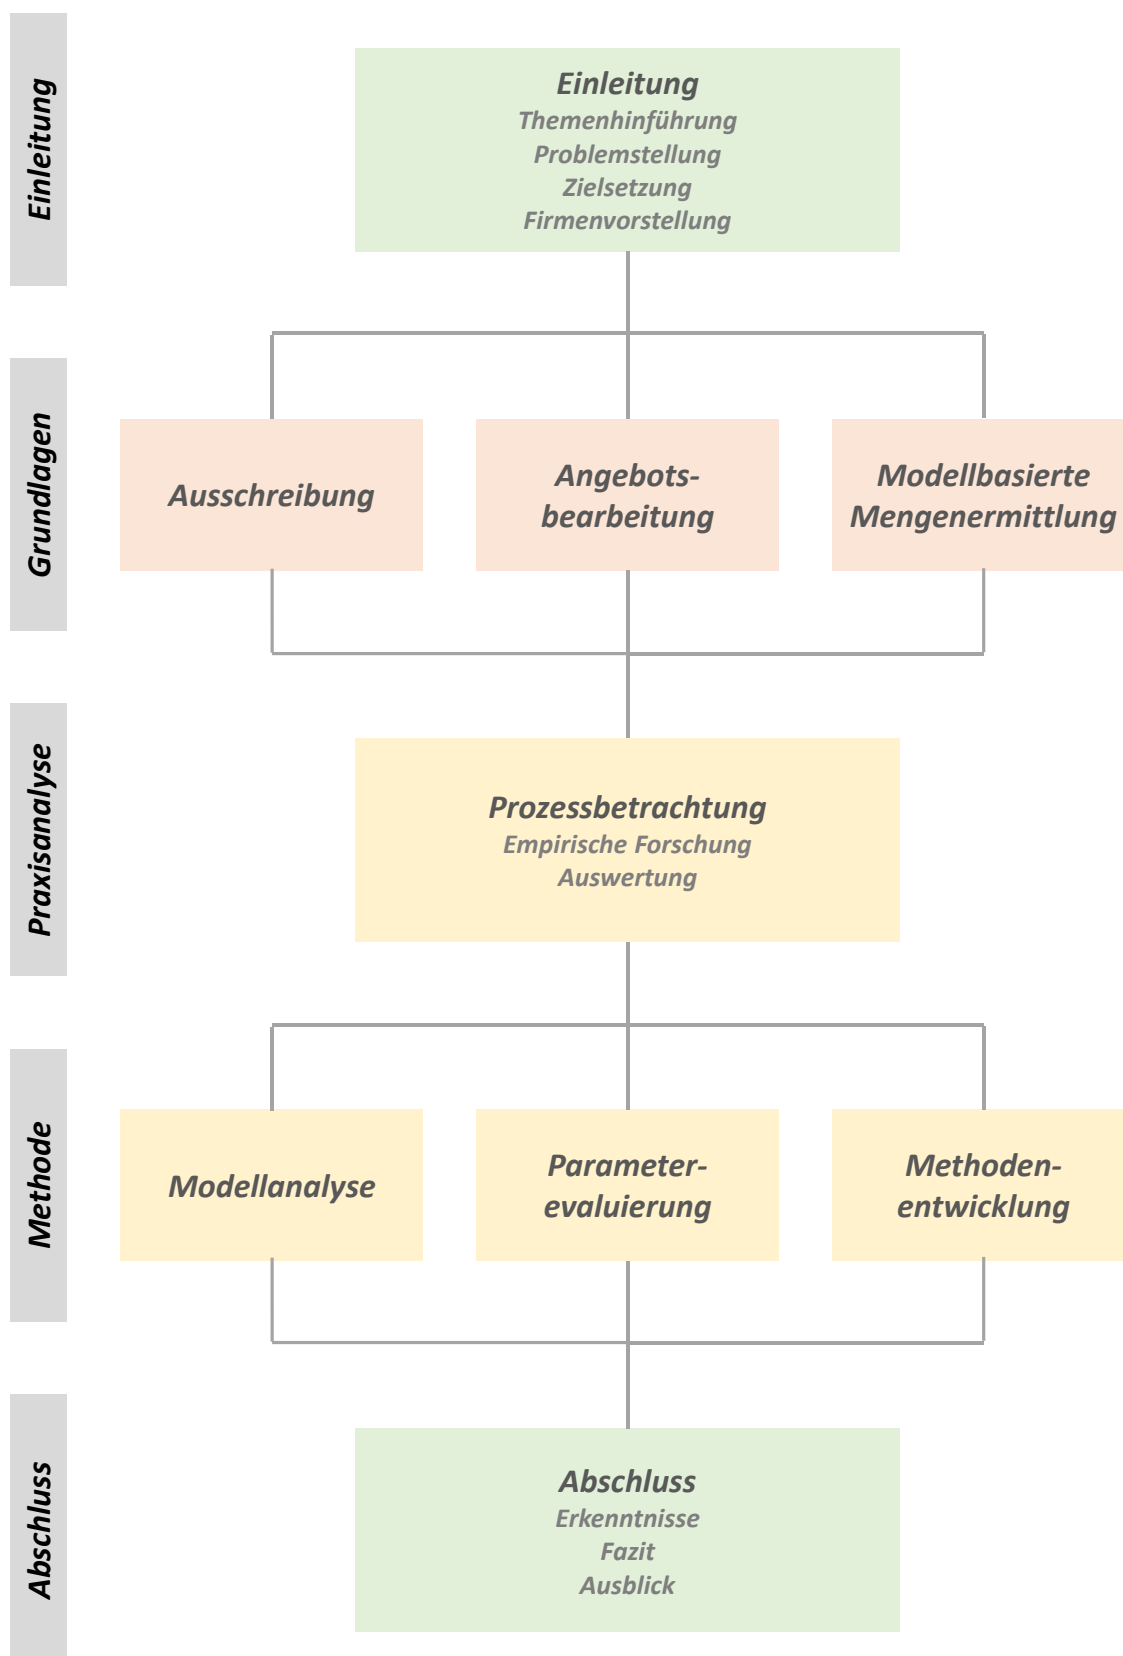 Einleitung
Einleitung
Themenhinführung
Problemstellung
Zielsetzung
Firmenvorstellung
Grundlagen
Ausschreibung
Angebots-
bearbeitung
Modellbasierte
Mengenermittlung
Praxisanalyse
Prozessbetrachtung
Empirische Forschung
Auswertung
Methode
Modellanalyse
Parameter-
evaluierung
Methoden-
entwicklung
Abschluss
Abschluss
Erkenntnisse
Fazit
Ausblick